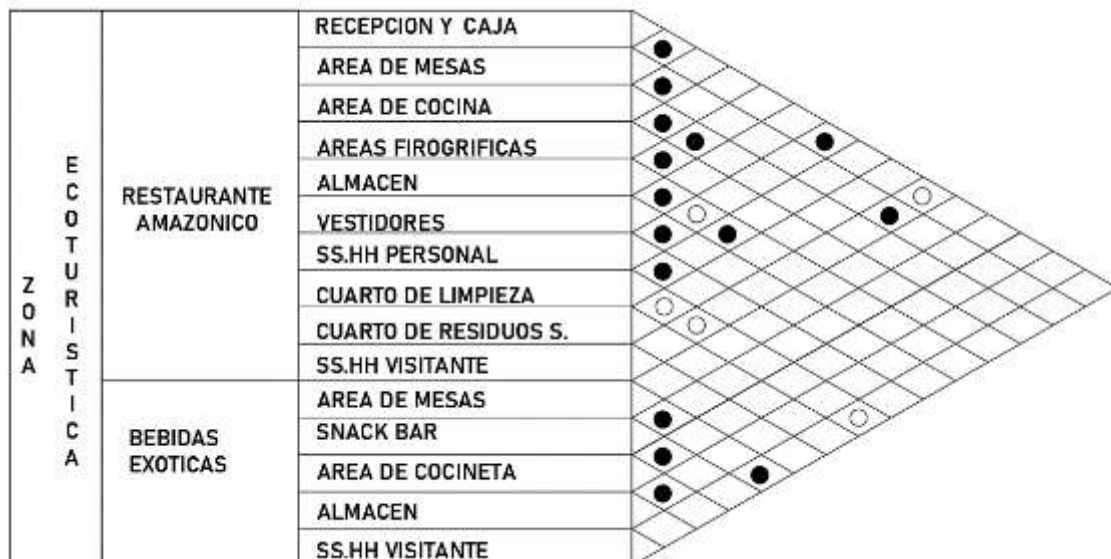 ZONA
ECOTURISTICA
RESTAURANTE
AMAZONICO
RECEPCION Y CAJA
AREA DE MESAS
AREA DE COCINA
AREAS FIROGRIFICAS
ALMACEN
VESTIDORES
SS.HH PERSONAL
CUARTO DE LIMPIEZA
CUARTO DE RESIDUOS S.
SS.HH VISITANTE
BEBIDAS
EXOTICAS
AREA DE MESAS
SNACK BAR
AREA DE COCINETA
ALMACEN
SS.HH VISITANTE